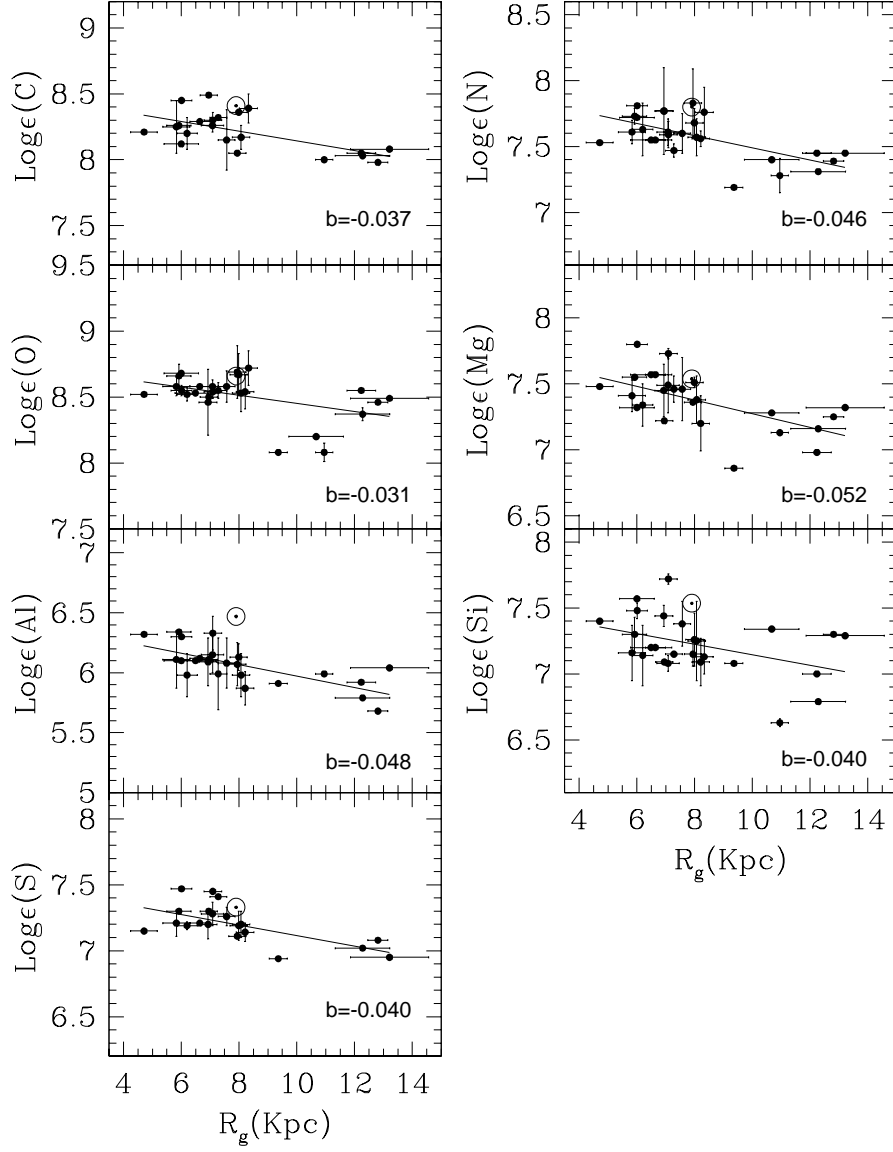 9
8.5
8
7.5
Logϵ(C)
b=-0.037
8
7.5
7
Logϵ(N)
b=-0.046
9.5
9
8.5
8
7.5
Logϵ(O)
b=-0.031
8
7.5
7
6.5
Logϵ(Mg)
b=-0.052
7
6.5
6
5.5
5
Logϵ(Al)
b=-0.048
8
7.5
7
6.5
Logϵ(Si)
b=-0.040
4 6 8 10 12 14
R_g(Kpc)
8
7.5
7
6.5
Logϵ(S)
b=-0.040
4 6 8 10 12 14
R_g(Kpc)